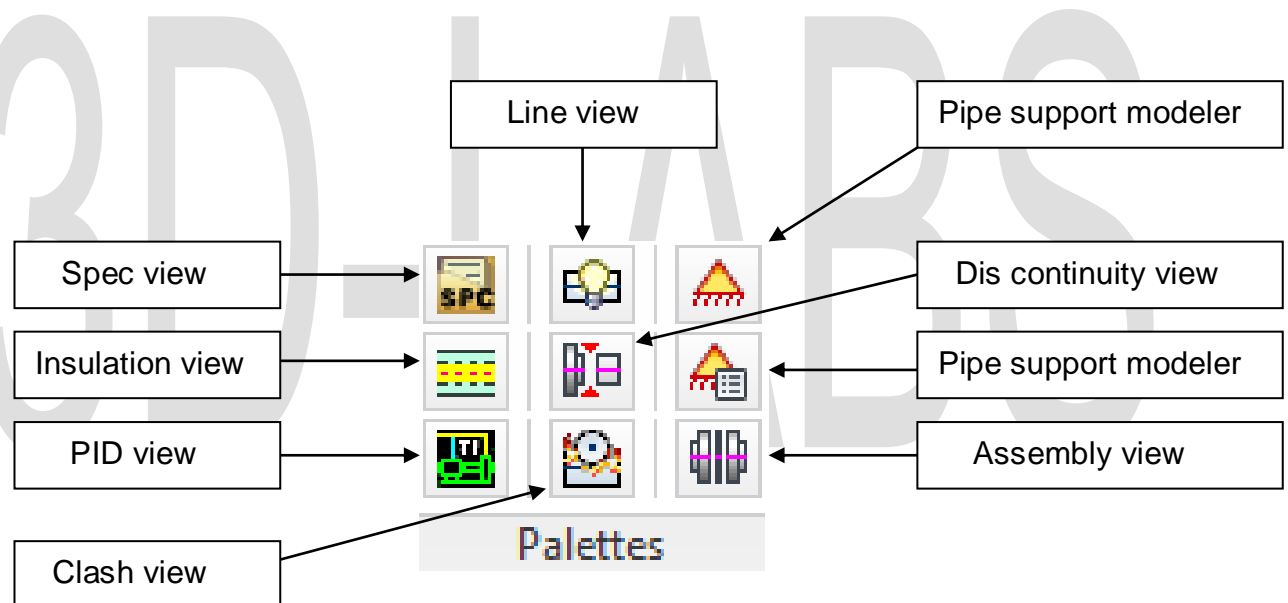 3D-LABS
Line view
Pipe support modeler
Spec view
SPC
Dis continuity view
Insulation view
Pipe support modeler
PID view
TI
Assembly view
Clash view
Palettes